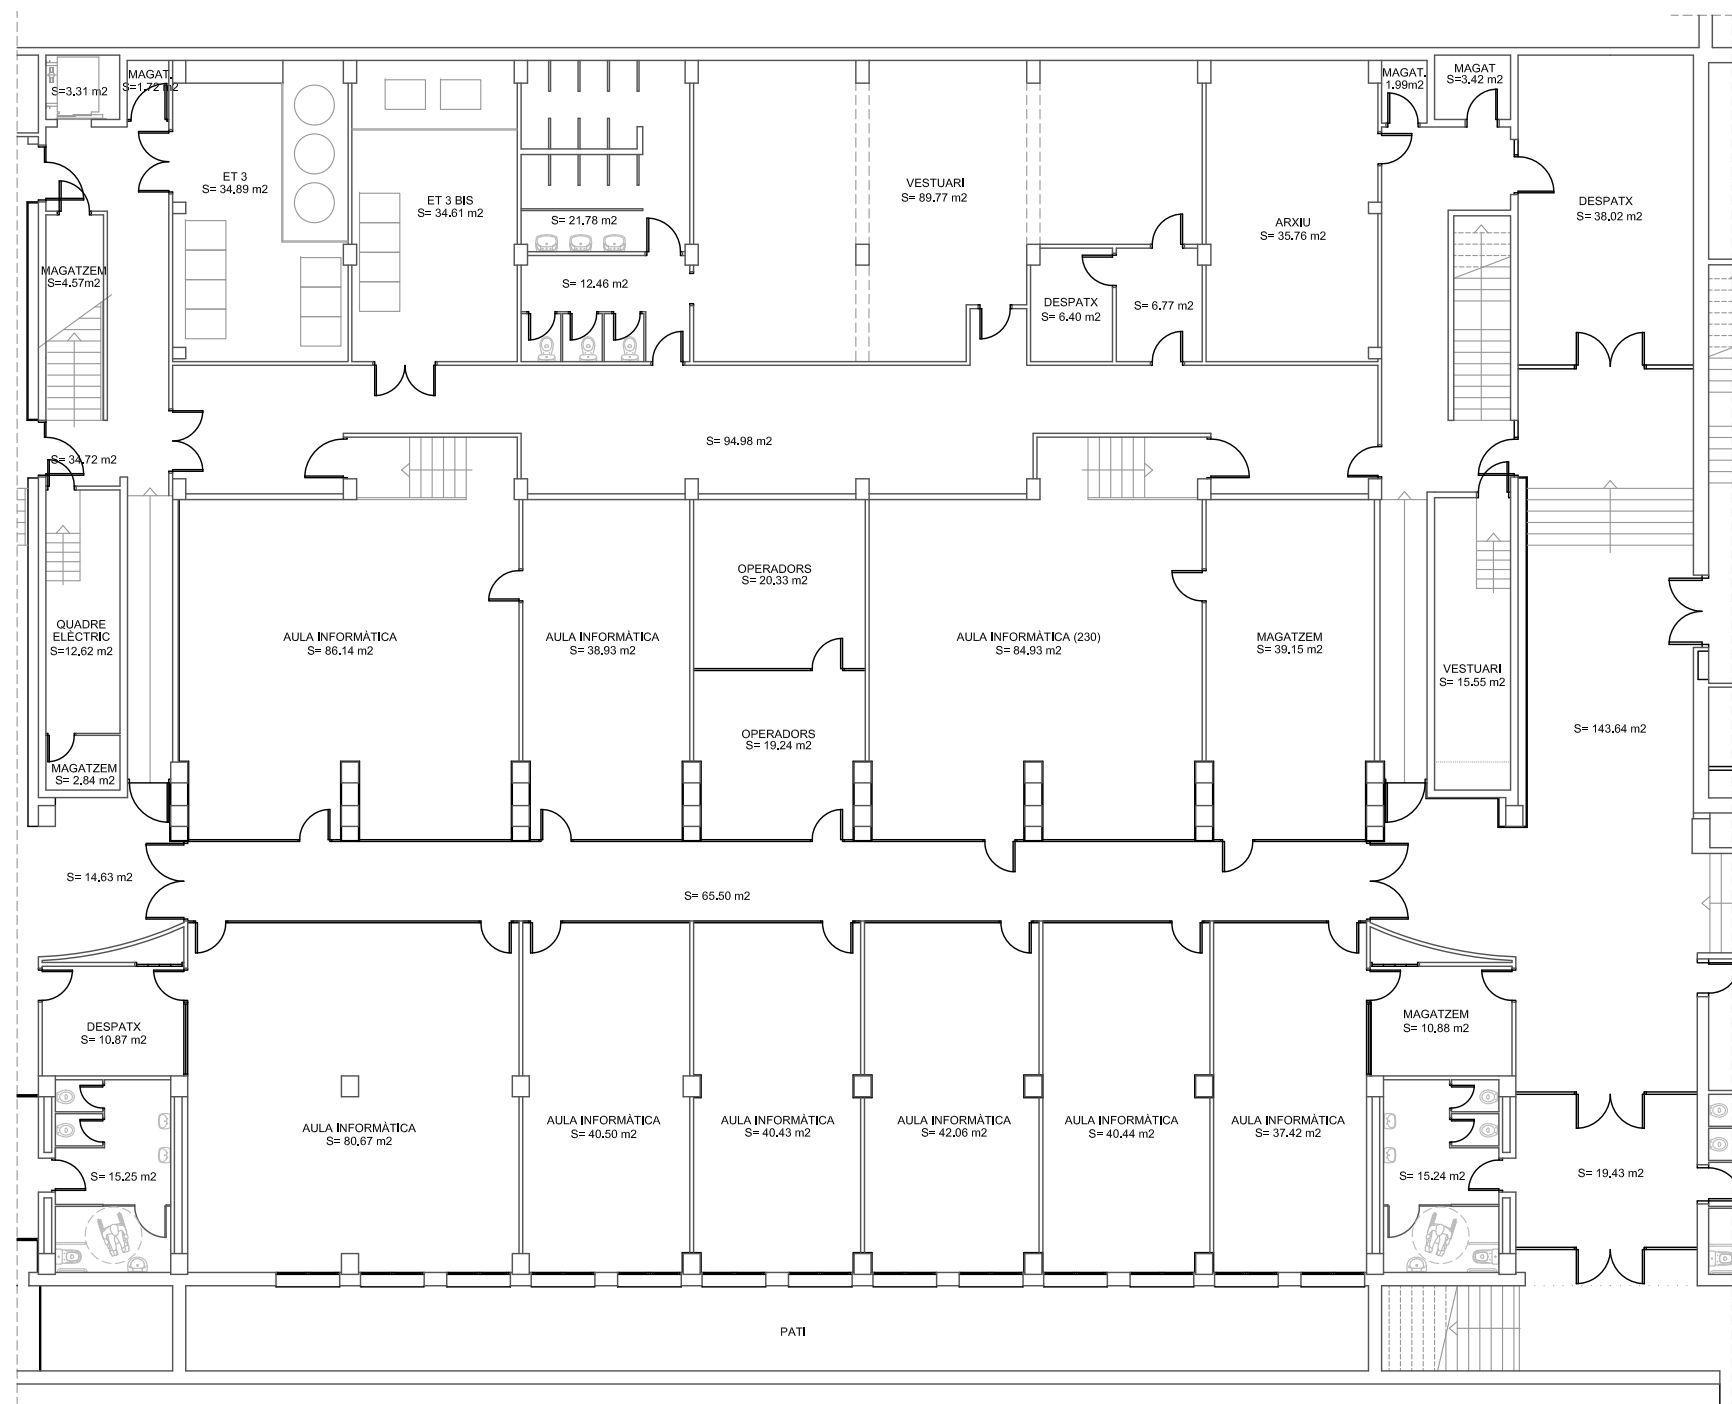 S=3.31 m2
MAGAT.
S=1.72 m2
ET 3
S= 34.89 m2
ET 3 BIS
S= 34.61 m2
S= 21.78 m2
S= 12.46 m2
VESTUARI
S= 89.77 m2
DESPATX
S= 6.40 m2
S= 6.77 m2
ARXIU
S= 35.76 m2
MAGAT.
1.99m2
MAGAT
S=3.42 m2
DESPATX
S= 38.02 m2
MAGATZEM
S=4.57m2
S= 34.72 m2
S= 94.98 m2
QUADRE
ELÈCTRIC
S=12.62 m2
MAGATZEM
S= 2.84 m2
AULA INFORMÀTICA
S= 86.14 m2
AULA INFORMÀTICA
S= 38.93 m2
OPERADORS
S= 20.33 m2
OPERADORS
S= 19.24 m2
AULA INFORMÀTICA (230)
S= 84.93 m2
MAGATZEM
S= 39.15 m2
VESTUARI
S= 15.55 m2
S= 143.64 m2
S= 14.63 m2
S= 65.50 m2
DESPATX
S= 10.87 m2
MAGATZEM
S= 10.88 m2
AULA INFORMÀTICA
S= 80.67 m2
AULA INFORMÀTICA
S= 40.50 m2
AULA INFORMÀTICA
S= 40.43 m2
AULA INFORMÀTICA
S= 42.06 m2
AULA INFORMÀTICA
S= 40.44 m2
AULA INFORMÀTICA
S= 37.42 m2
S= 15.25 m2
S= 15.24 m2
S= 19.43 m2
PATI